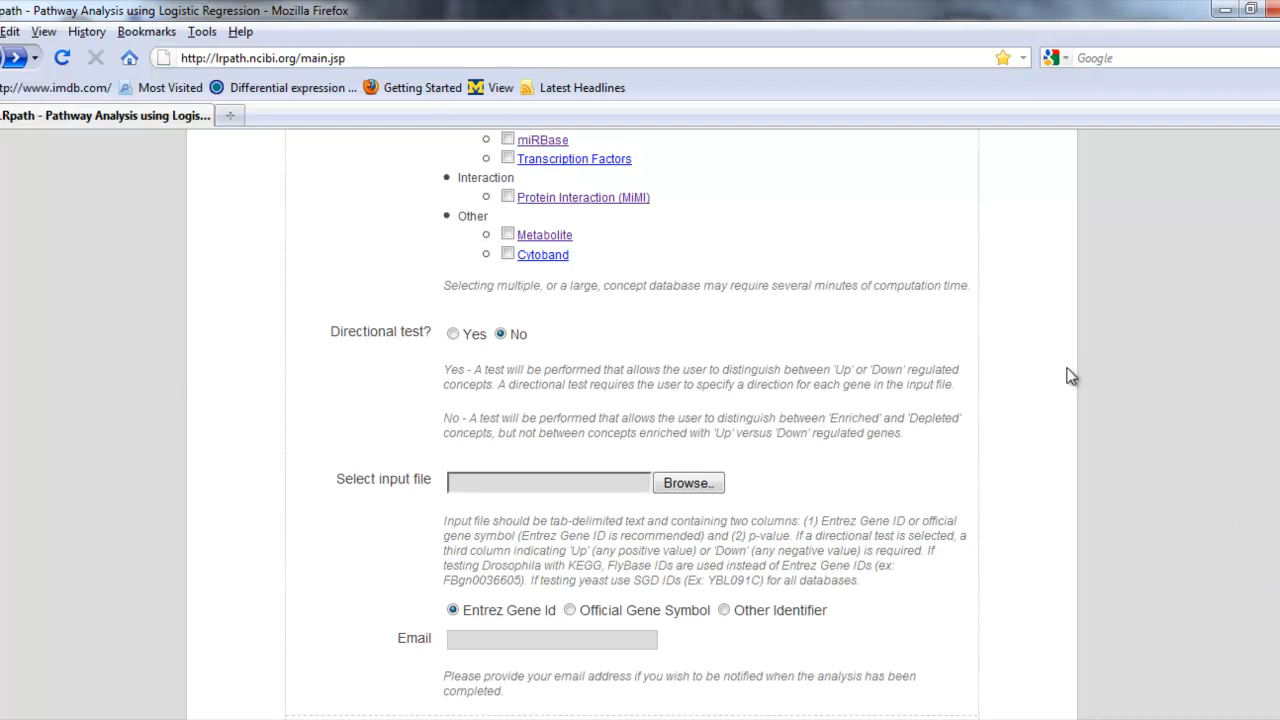 path - Pathway Analysis using Logistic Regression - Mozilla Firefox
Edit View History Bookmarks Tools Help
http://lrpath.ncibi.org/main.jsp Google
tp://www.imdb.com/ Most Visited Differential expression ... Getting Started View Latest Headlines
LRpath - Pathway Analysis using Logis...
miRBase
Transcription Factors
Interaction
Protein Interaction (MiMI)
Other
Metabolite
Cytoband
Selecting multiple, or a large, concept database may require several minutes of computation time.
Directional test? Yes No
Yes - A test will be performed that allows the user to distinguish between 'Up' or 'Down' regulated
concepts. A directional test requires the user to specify a direction for each gene in the input file.
No - A test will be performed that allows the user to distinguish between 'Enriched' and 'Depleted'
concepts, but not between concepts enriched with 'Up' versus 'Down' regulated genes.
Select input file Browse..
Input file should be tab-delimited text and containing two columns: (1) Entrez Gene ID or official
gene symbol (Entrez Gene ID is recommended) and (2) p-value. If a directional test is selected, a
third column indicating 'Up' (any positive value) or 'Down' (any negative value) is required. If
testing Drosophila with KEGG, FlyBase IDs are used instead of Entrez Gene IDs (ex:
FBgn0036605). If testing yeast use SGD IDs (Ex: YBL091C) for all databases.
Entrez Gene Id Official Gene Symbol Other Identifier
Email
Please provide your email address if you wish to be notified when the analysis has been
completed.